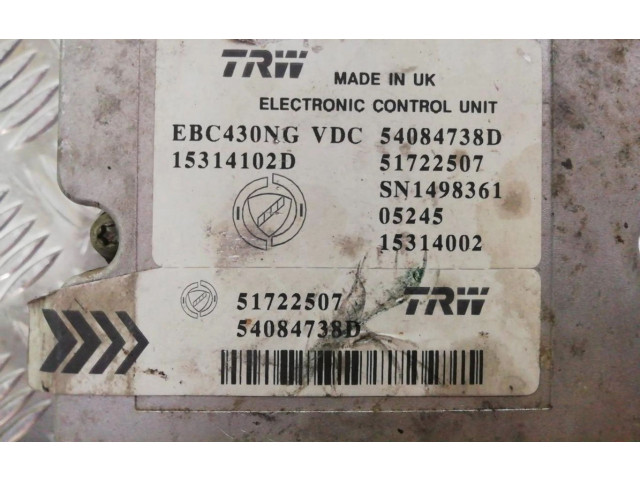 TRW
MADE IN UK
ELECTRONIC CONTROL UNIT
EBC430NG VDC 54084738D
15314102D 51722507
SN1498361
05245
15314002
51722507 TRW
54084738D